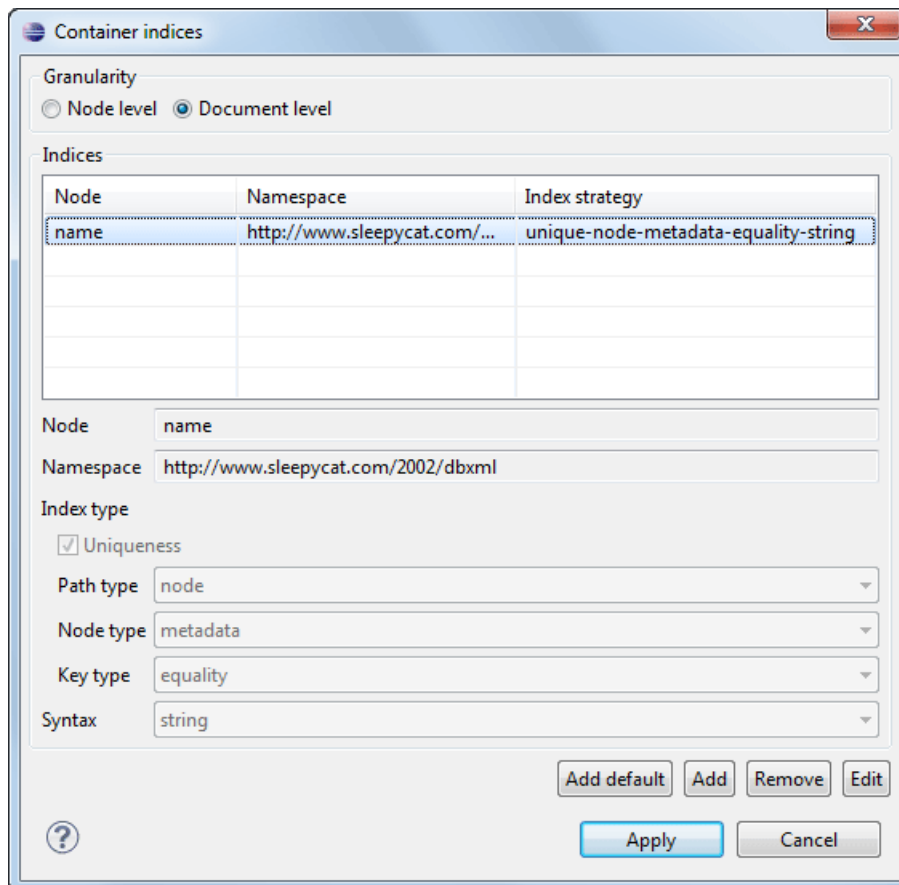 Container indices
Granularity
Node level Document level
Indices
Node Namespace Index strategy
name http://www.sleepycat.com/... unique-node-metadata-equality-string
Node name
Namespace http://www.sleepycat.com/2002/dbxml
Index type
Uniqueness
Path type node
Node type metadata
Key type equality
Syntax string
Add default Add Remove Edit
? Apply Cancel